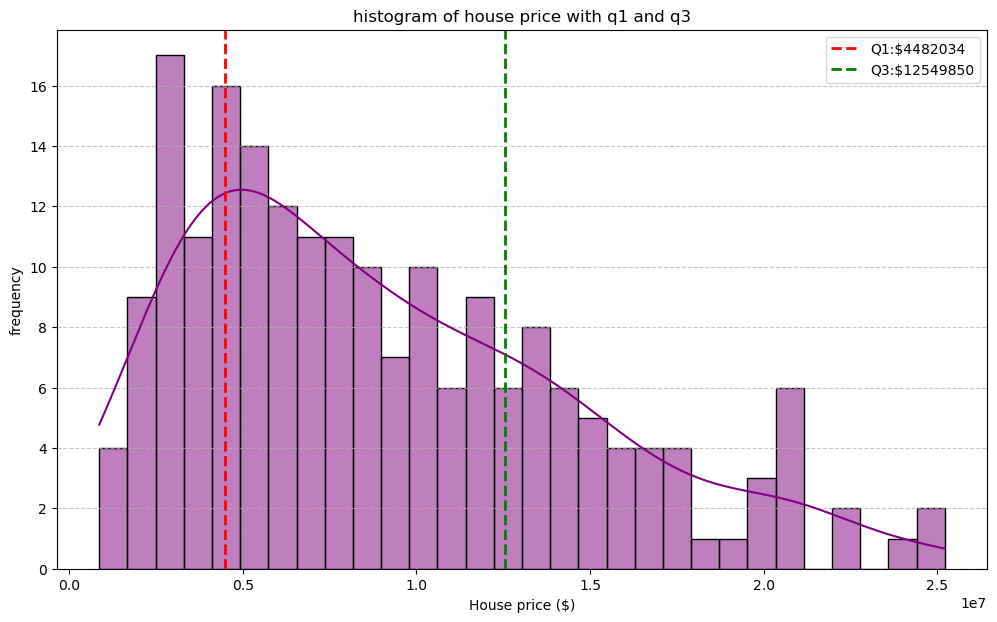 histogram of house price with q1 and q3
Q1:$4482034
Q3:$12549850
frequency
16
14
12
10
8
6
4
2
0
0.0 0.5 1.0 1.5 2.0 2.5
1e7
House price ($)